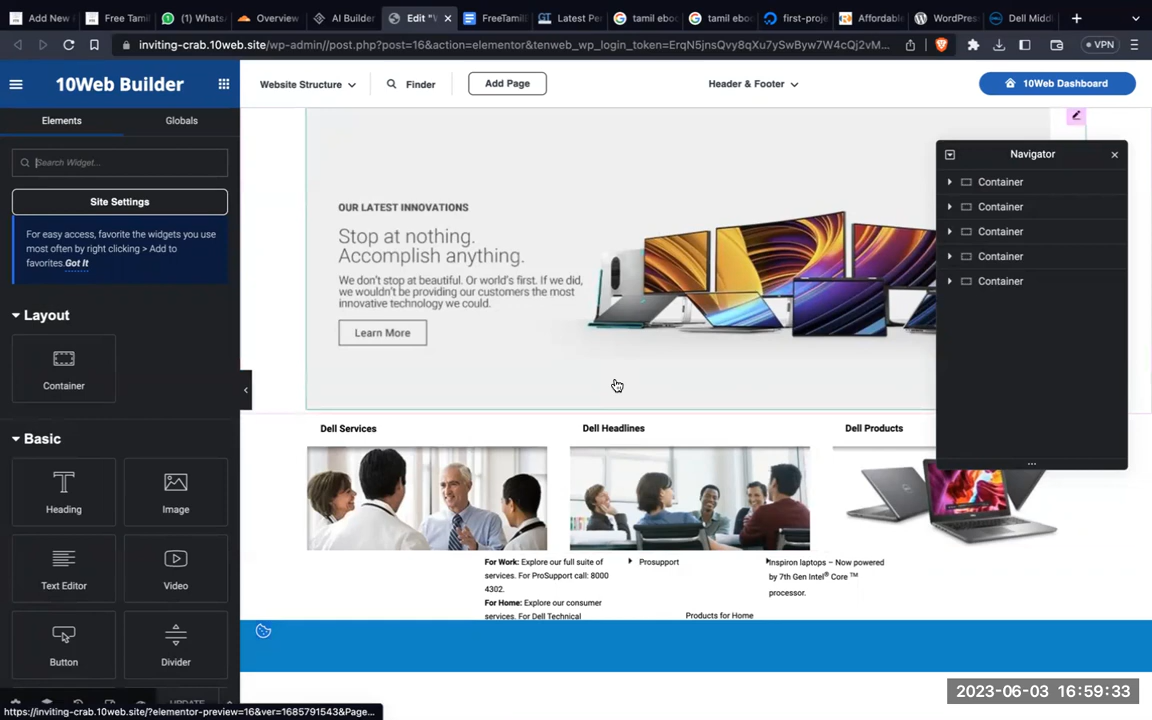 Add New
Free Tamil
(1) Whats
Overview
AI Builder
Edit "
FreeTamil
Latest Pe
tamil eboo
tamil eboo
first-proje
Affordable
WordPress
Dell Middl
inviting-crab.10web.site/wp-admin//post.php?post=16&action=elementor&tenweb_wp_login_token=ErqN5jnsQvy8qXu7ySwByw7W4cQj2vM...
VPN
10Web Builder
Website Structure
Finder
Add Page
Header & Footer
10Web Dashboard
Elements
Globals
Search Widget...
Site Settings
For easy access, favorite the widgets you use
most often by right clicking > Add to
favorites. Got It
Layout
Container
Basic
Heading
Image
Text Editor
Video
Button
Divider
UPDATE
OUR LATEST INNOVATIONS
Stop at nothing.
Accomplish anything.
We don't stop at beautiful. Or world's first. If we did,
we wouldn't be providing our customers the most
innovative technology we could.
Learn More
Navigator
Container
Container
Container
Container
Container
Dell Services
Dell Headlines
Dell Products
For Work: Explore our full suite of
services. For ProSupport call: 8000
4302.
For Home: Explore our consumer
services. For Dell Technical
Prosupport
Inspiron laptops – Now powered
by 7th Gen Intel® Core ™
processor.
Products for Home
https://inviting-crab.10web.site/?elementor-preview=16&ver=1685791543&Page...
2023-06-03 16:59:33